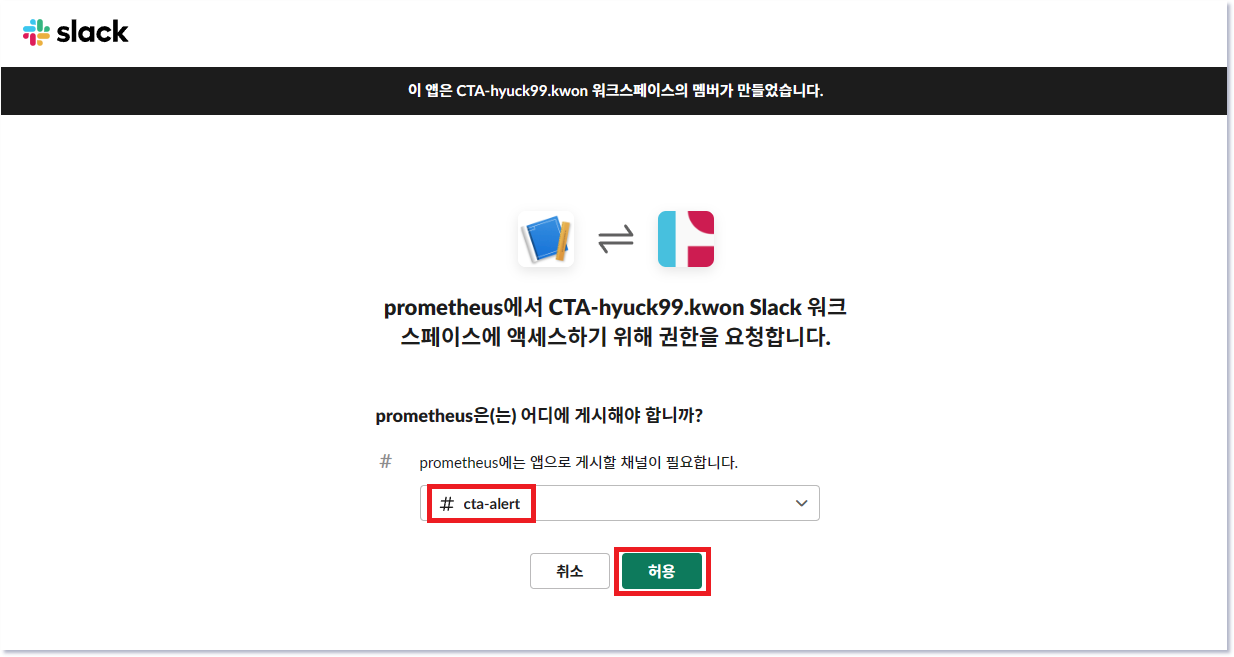 slack
이 앱은 CTA-hyuck99.kwon 워크스페이스의 멤버가 만들었습니다.
prometheus에서 CTA-hyuck99.kwon Slack 워크
스페이스에 액세스하기 위해 권한을 요청합니다.
prometheus은(는) 어디에 게시해야 합니까?
# prometheus에는 앱으로 게시할 채널이 필요합니다.
# cta-alert
취소 허용